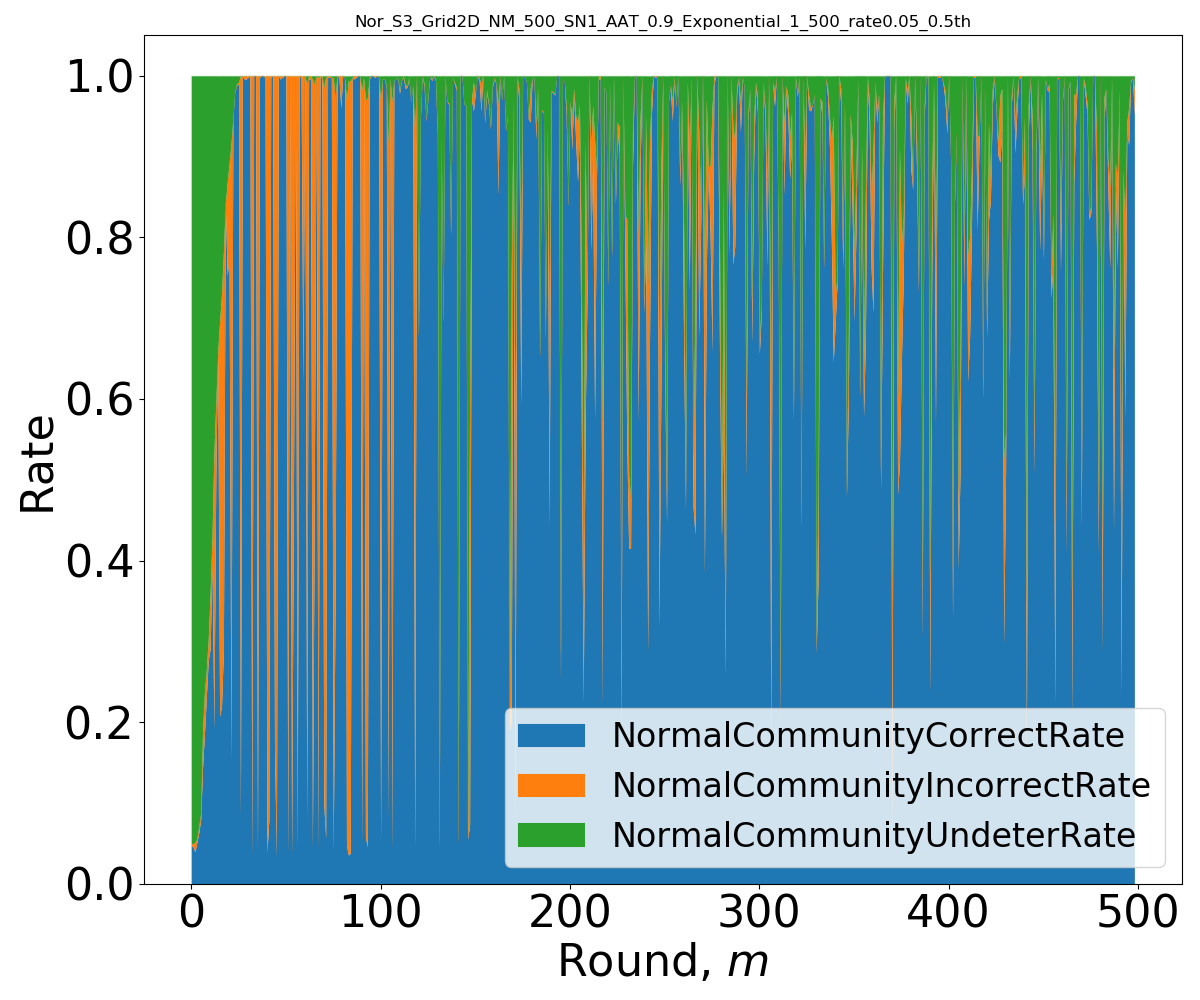 Nor_S3_Grid2D_NM_500_SN1_AAT_0.9_Exponential_1_500_rate0.05_0.5th
1.0
0.8
0.6
0.4
0.2
0.0
Rate
NormalCommunityCorrectRate
NormalCommunityIncorrectRate
NormalCommunityUndeterRate
0 100 200 300 400 500
Round, m